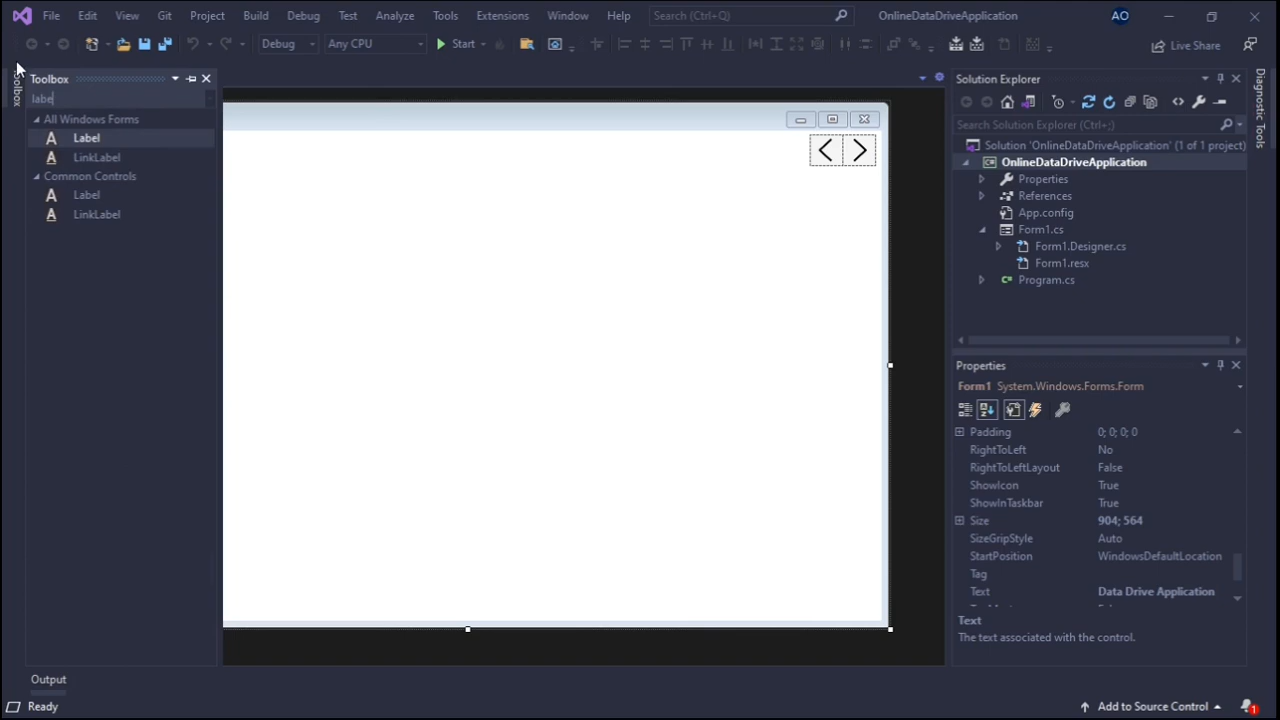 File Edit View Git Project Build Debug Test Analyze Tools Extensions Window Help Search (Ctrl+Q) OnlineDataDriveApplication AO
Debug Any CPU Start Live Share
Toolbox
Toolbox
labe
All Windows Forms
A Label
A LinkLabel
Common Controls
A Label
A LinkLabel
Solution Explorer
Search Solution Explorer (Ctrl+;)
Solution 'OnlineDataDriveApplication' (1 of 1 project)
OnlineDataDriveApplication
Properties
References
App.config
Form1.cs
Form1.Designer.cs
Form1.resx
Program.cs
Diagnostic Tools
Properties
Form1 System.Windows.Forms.Form
Padding 0; 0; 0; 0
RightToLeft No
RightToLeftLayout False
ShowIcon True
ShowInTaskbar True
Size 904; 564
SizeGripStyle Auto
StartPosition WindowsDefaultLocation
Tag
Text Data Drive Application
Text
The text associated with the control.
Output
Ready Add to Source Control 1